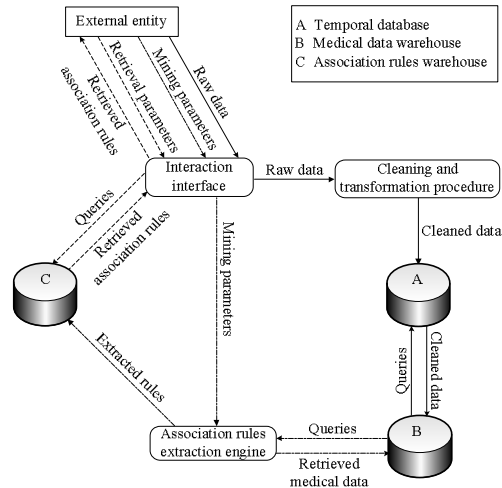 External entity
A Temporal database
B Medical data warehouse
C Association rules warehouse
Retrieved
association rules
Retrieval parameters
Mining parameters
Raw data
Interaction
interface
Raw data
Cleaning and
transformation procedure
Queries
Retrieved
association rules
Mining parameters
Cleaned data
C
A
Extracted rules
Queries
Cleaned data
Association rules
extraction engine
Queries
Retrieved
medical data
B